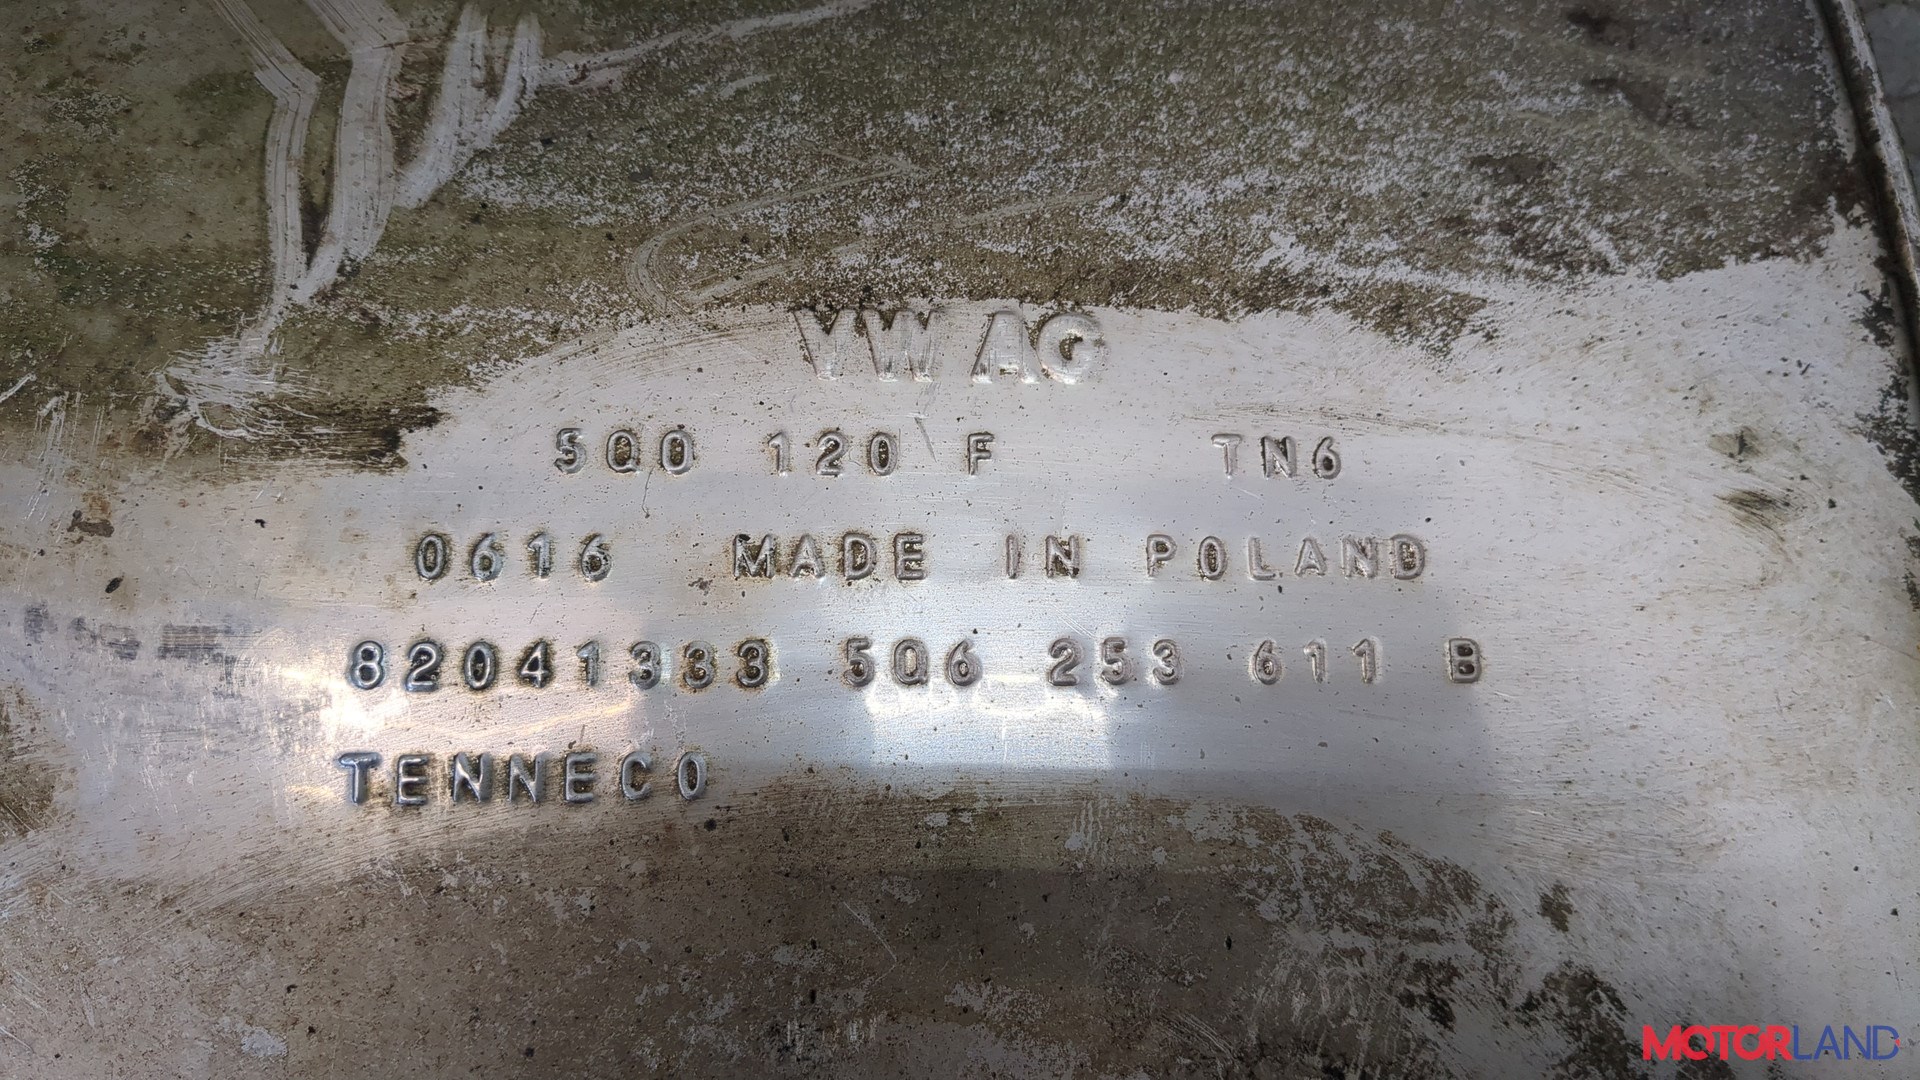 VW AG
5Q0 120 F TN6
0616 MADE IN POLAND
82041333 5Q6 253 611 B
TENNECO
MOTORLAND